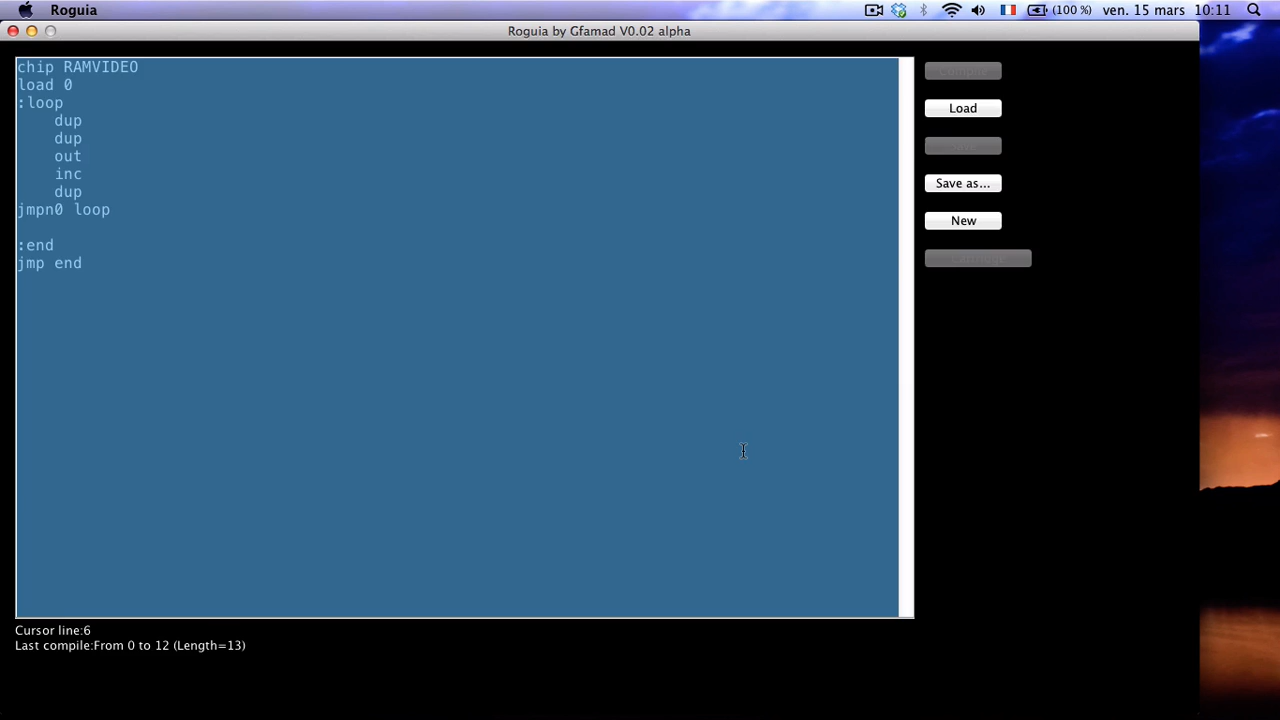 Roguia
(100 %)
ven. 15 mars
10:11
Roguia by Gfamad V0.02 alpha
chip RAMVIDEO
load 0
:loop
dup
dup
out
inc
dup
jmpn0 loop
:end
jmp end
Load
Save as...
New
Cursor line:6
Last compile:From 0 to 12 (Length=13)